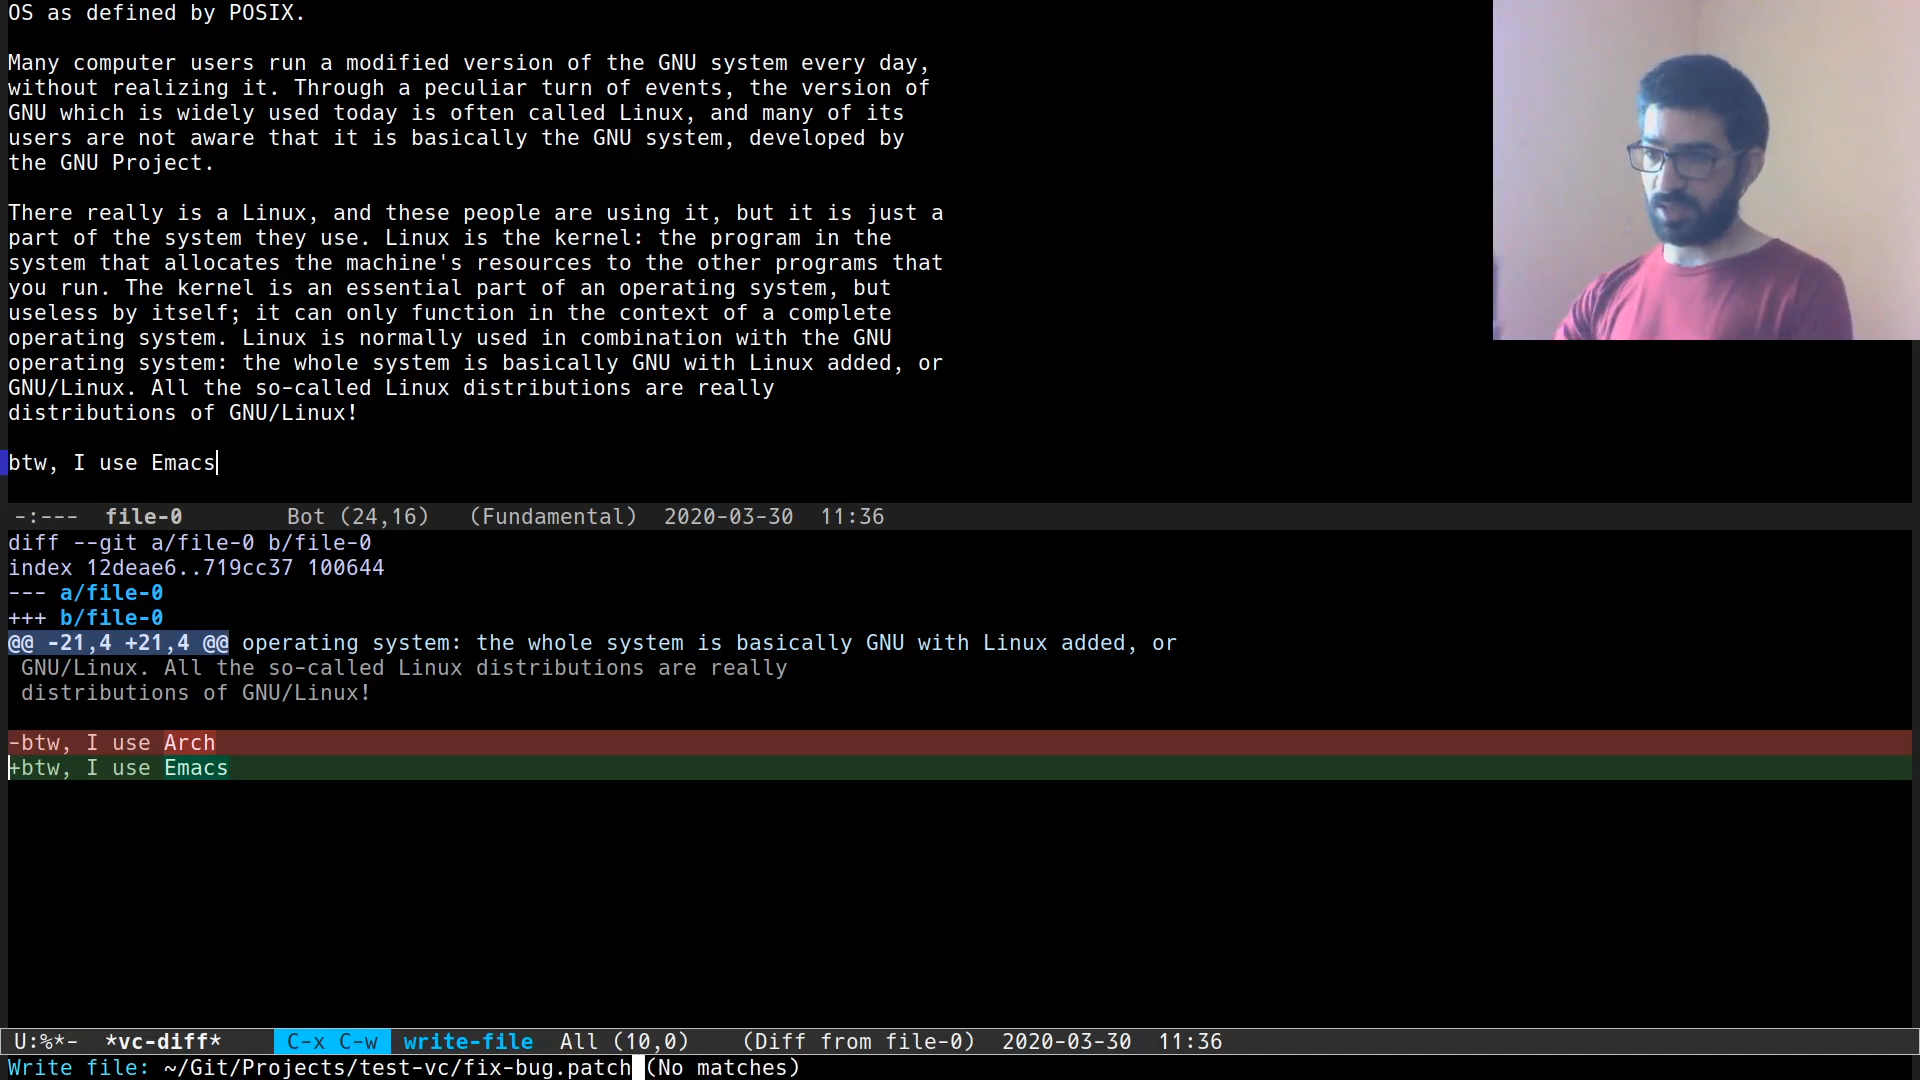 OS as defined by POSIX.
Many computer users run a modified version of the GNU system every day,
without realizing it. Through a peculiar turn of events, the version of
GNU which is widely used today is often called Linux, and many of its
users are not aware that it is basically the GNU system, developed by
the GNU Project.
There really is a Linux, and these people are using it, but it is just a
part of the system they use. Linux is the kernel: the program in the
system that allocates the machine's resources to the other programs that
you run. The kernel is an essential part of an operating system, but
useless by itself; it can only function in the context of a complete
operating system. Linux is normally used in combination with the GNU
operating system: the whole system is basically GNU with Linux added, or
GNU/Linux. All the so-called Linux distributions are really
distributions of GNU/Linux!
btw, I use Emacs
-:--- file-0 Bot (24,16) (Fundamental) 2020-03-30 11:36
diff --git a/file-0 b/file-0
index 12deae6..719cc37 100644
--- a/file-0
+++ b/file-0
@@ -21,4 +21,4 @@ operating system: the whole system is basically GNU with Linux added, or
GNU/Linux. All the so-called Linux distributions are really
distributions of GNU/Linux!
-btw, I use Arch
+btw, I use Emacs
U:%*- *vc-diff* C-x C-w write-file All (10,0) (Diff from file-0) 2020-03-30 11:36
Write file: ~/Git/Projects/test-vc/fix-bug.patch (No matches)